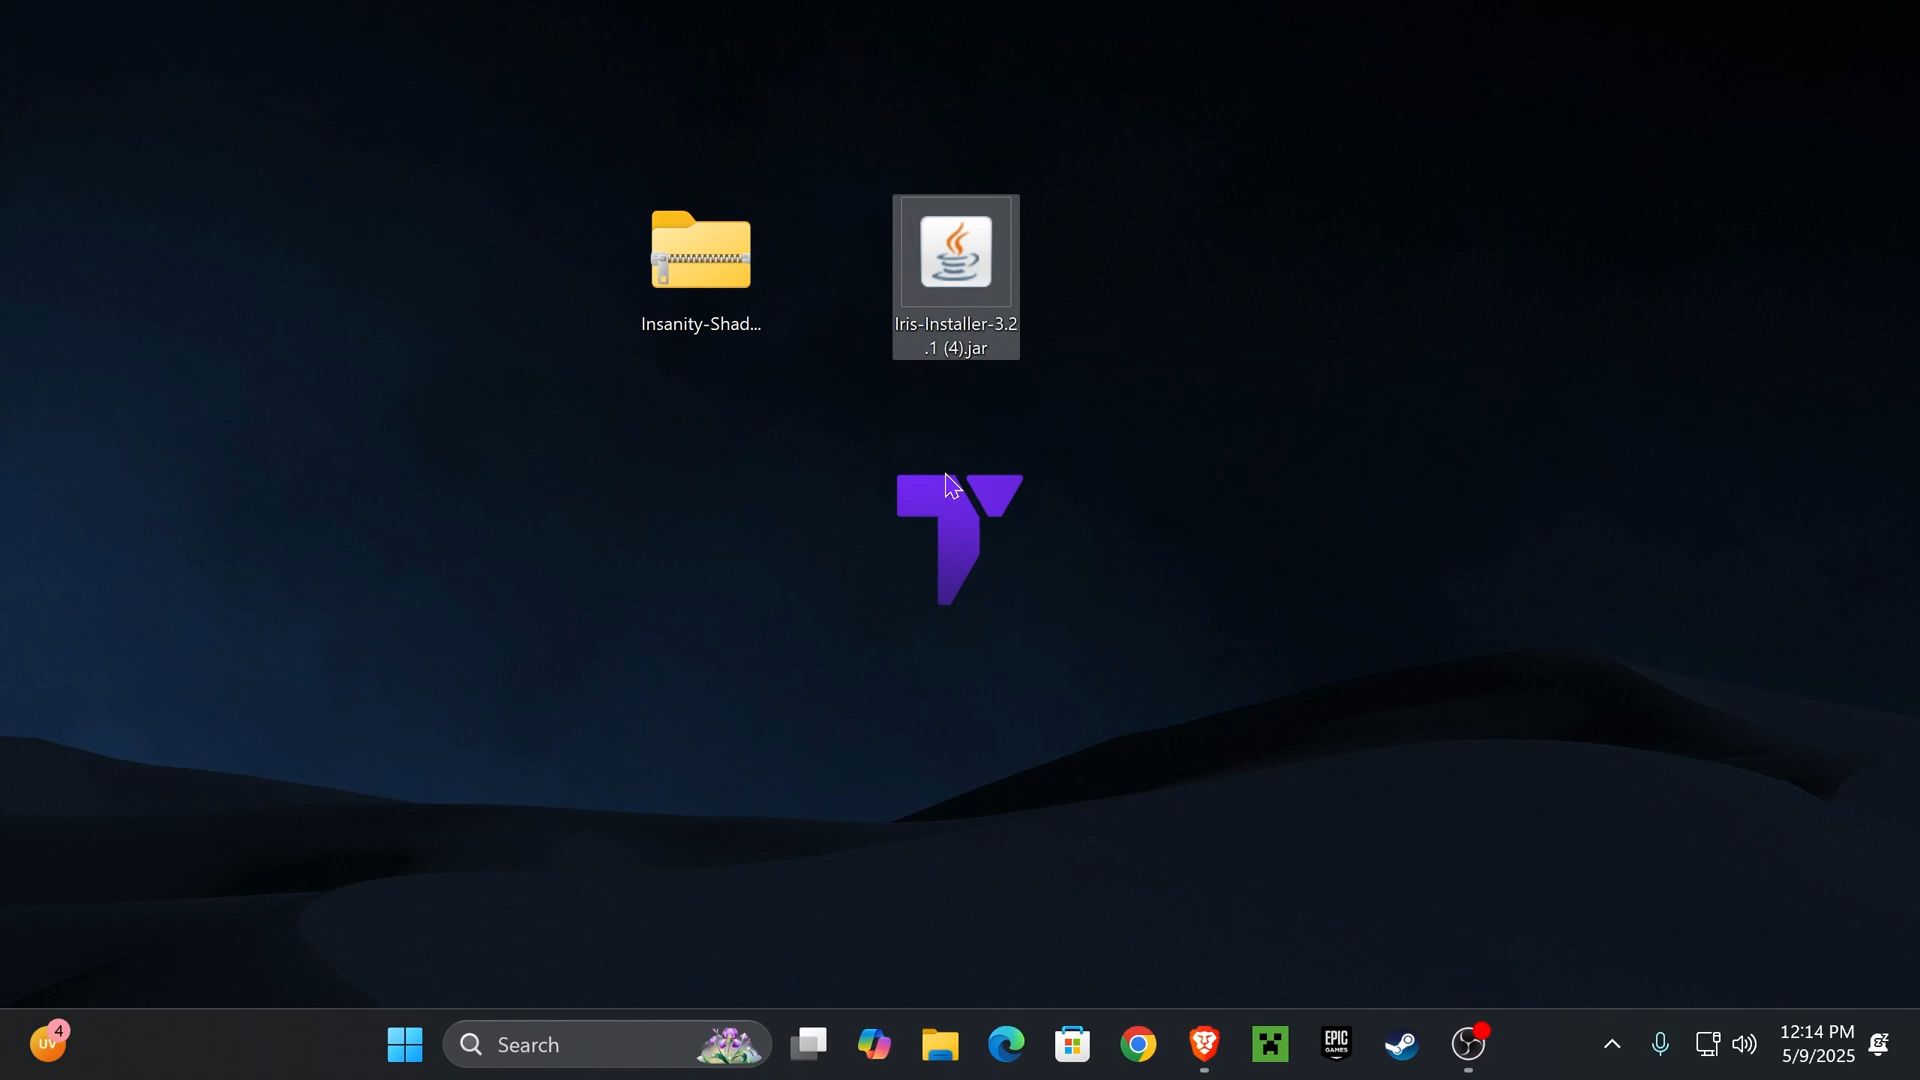 Insanity-Shad...
Iris-Installer-3.2
.1 (4).jar
4
UV
Search
EPIC
GAMES
12:14 PM
5/9/2025